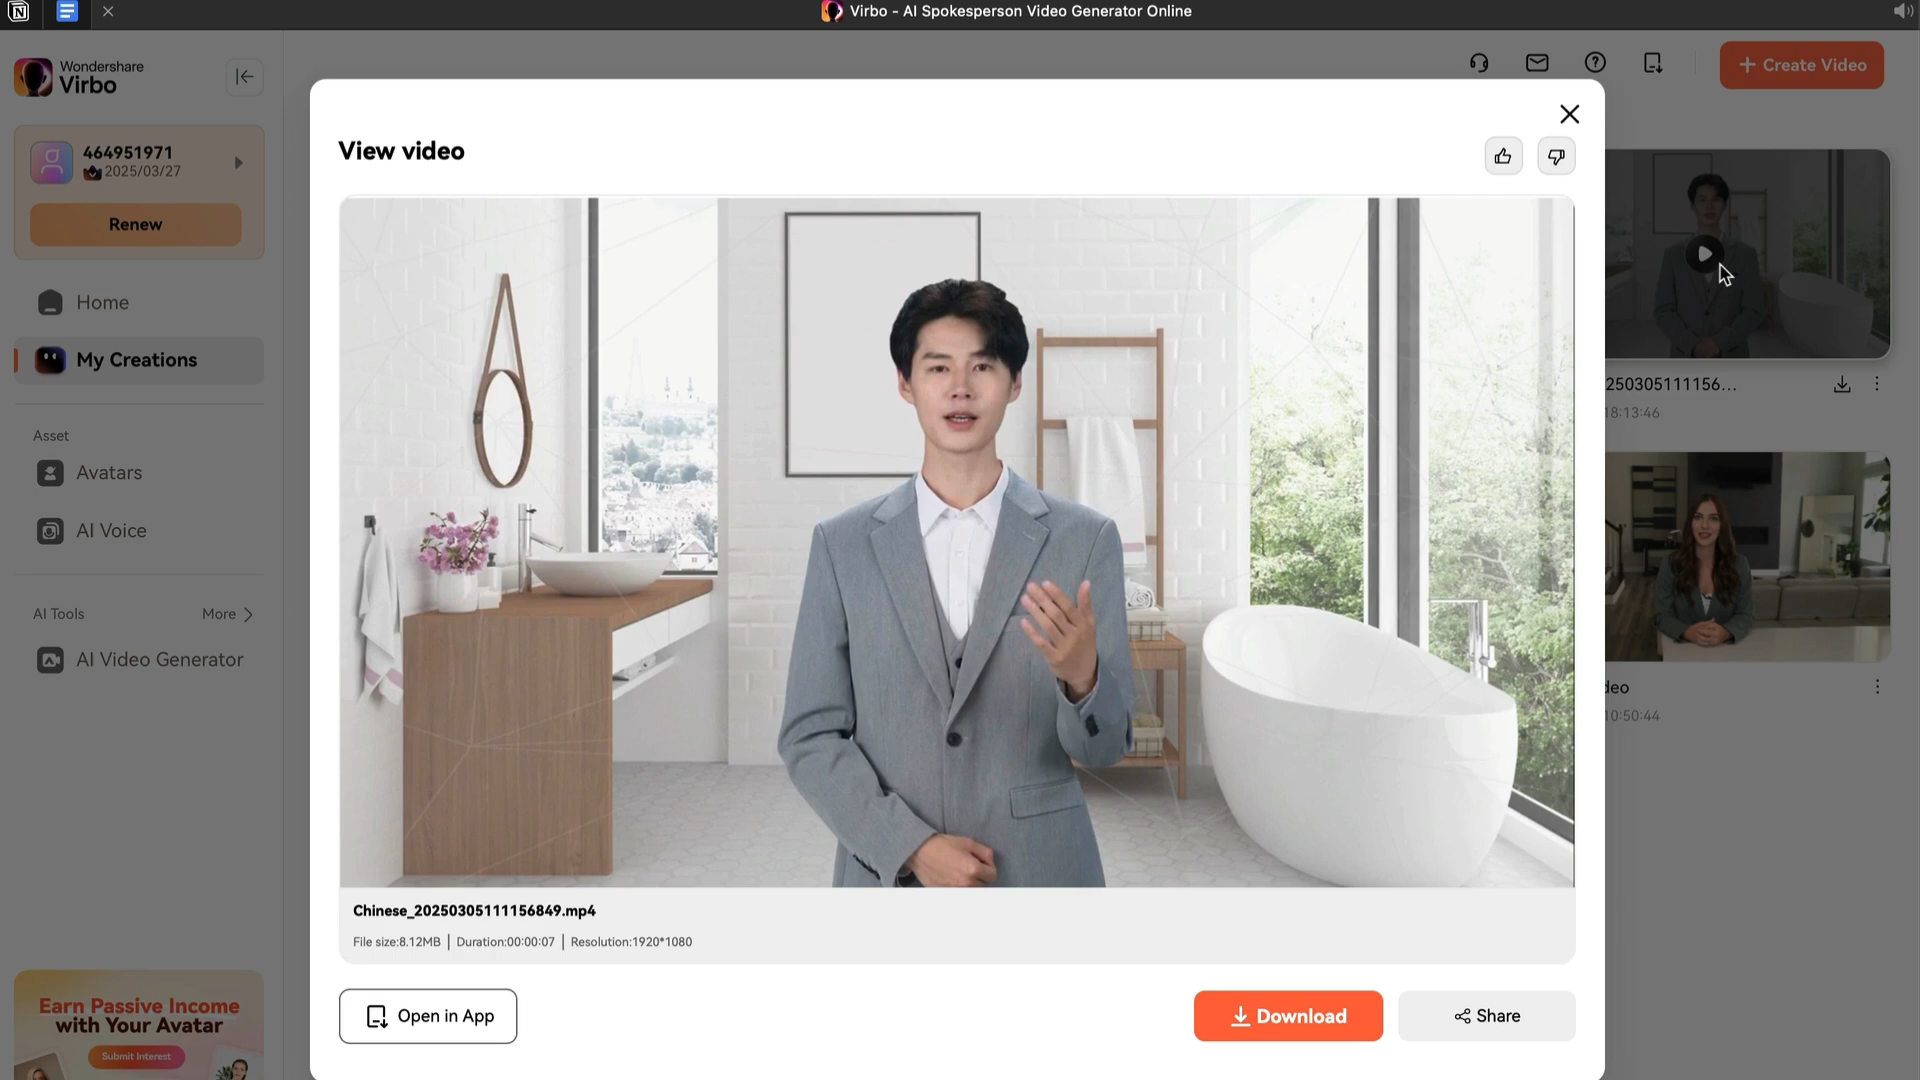 Virbo - AI Spokesperson Video Generator Online
Wondershare
Virbo
Create Video
464951971
2025/03/27
Renew
Home
My Creations
Asset
Avatars
AI Voice
AI Tools
More
AI Video Generator
Earn Passive Income
with Your Avatar
Submit Interest
View video
Chinese_20250305111156849.mp4
File size:8.12MB | Duration:00:00:07 | Resolution:1920*1080
Open in App
Download
Share
250305111156...
18:13:46
deo
10:50:44